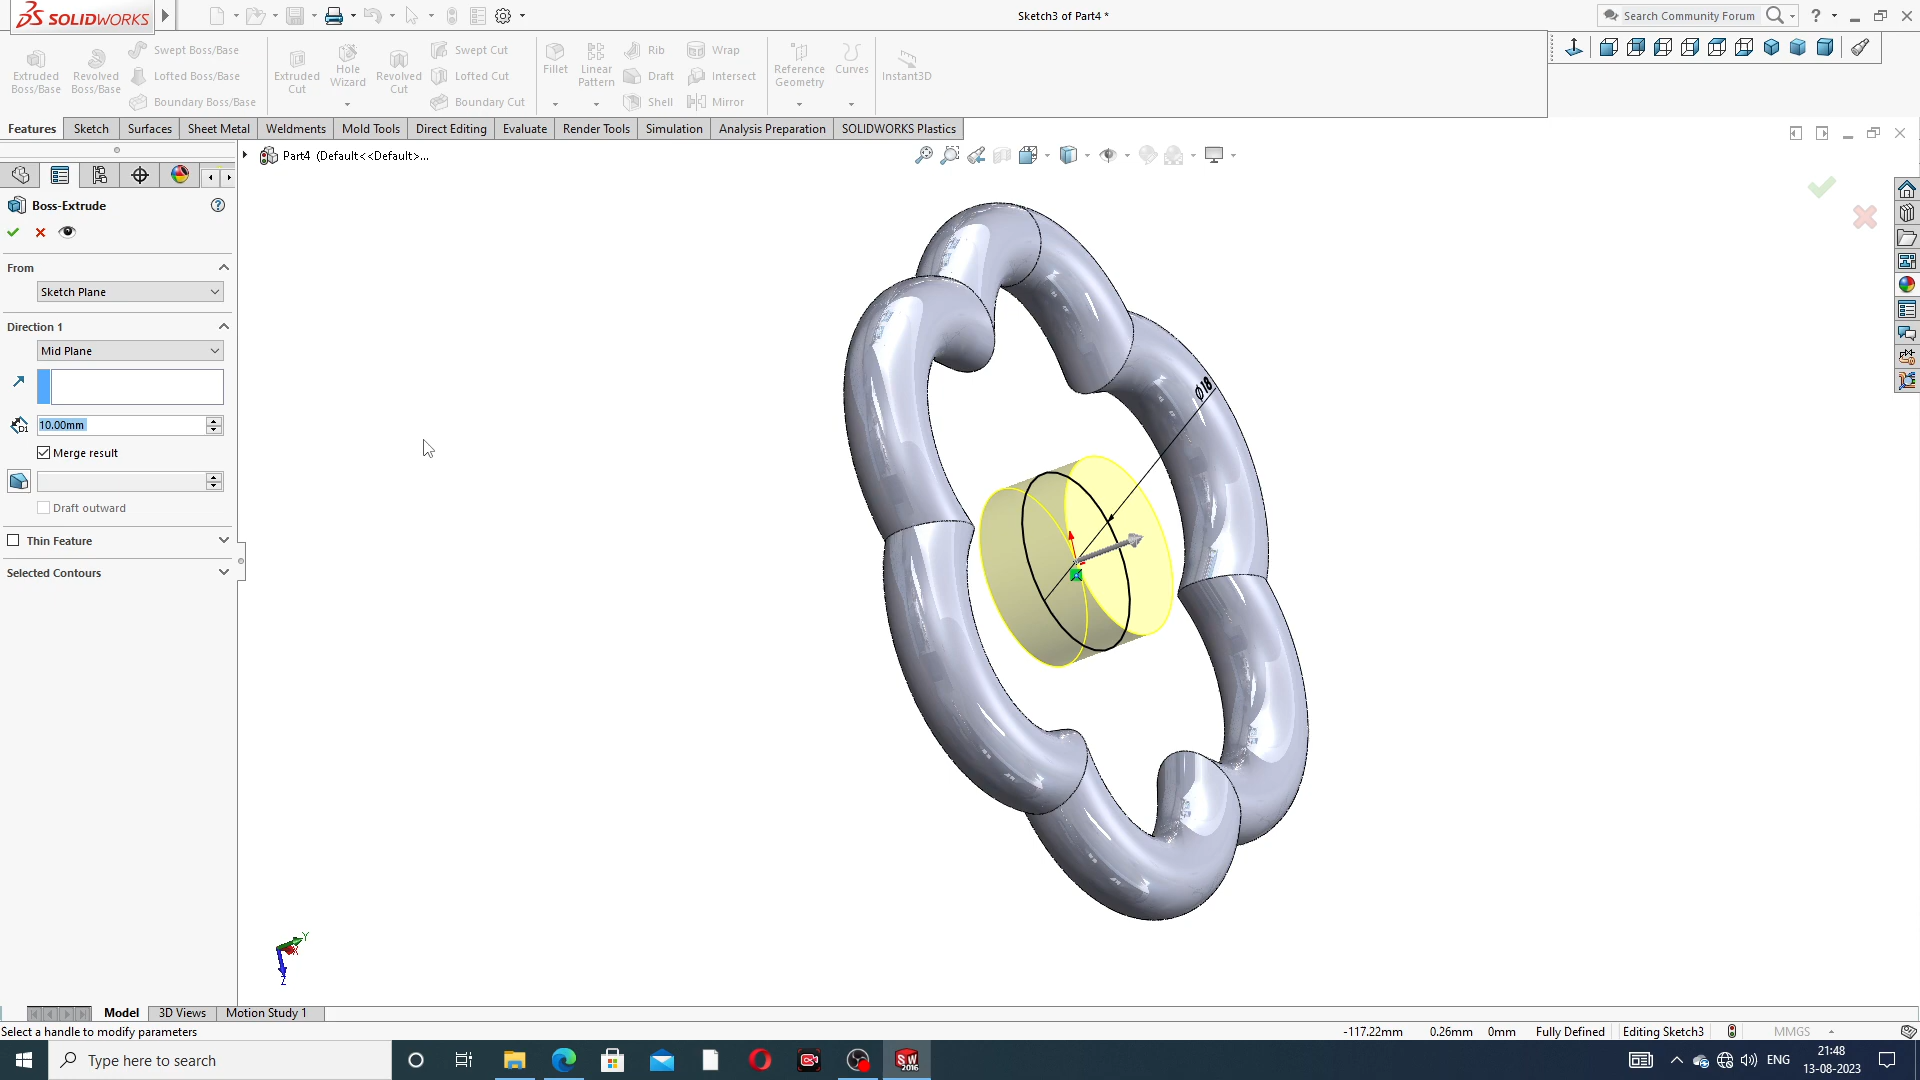 SOLIDWORKS
Sketch3 of Part4 *
Search Community Forum
?
Extruded Boss/Base
Revolved Boss/Base
Swept Boss/Base
Lofted Boss/Base
Boundary Boss/Base
Extruded Cut
Hole Wizard
Revolved Cut
Swept Cut
Lofted Cut
Boundary Cut
Fillet
Linear Pattern
Rib
Draft
Shell
Wrap
Intersect
Mirror
Reference Geometry
Curves
Instant3D
Features
Sketch
Surfaces
Sheet Metal
Weldments
Mold Tools
Direct Editing
Evaluate
Render Tools
Simulation
Analysis Preparation
SOLIDWORKS Plastics
Part4 (Default<<Default>...
Boss-Extrude
From
Sketch Plane
Direction 1
Mid Plane
10.00mm
Merge result
Draft outward
Thin Feature
Selected Contours
Ø18
Y
X
Z
Model
3D Views
Motion Study 1
Select a handle to modify parameters
-117.22mm
0.26mm
0mm
Fully Defined
Editing Sketch3
MMGS
Type here to search
SW
2016
ENG
21:48
13-08-2023